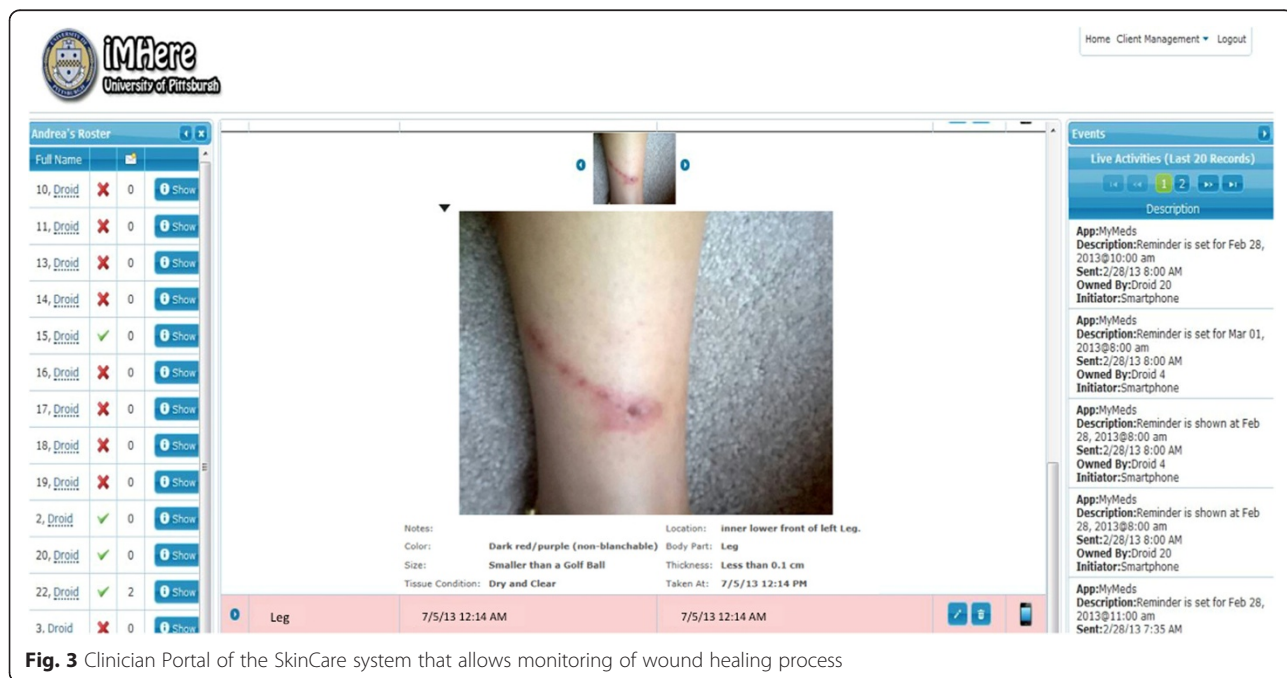 iMHere
University of Pittsburgh
Home Client Management Logout
Andrea's Roster
Full Name
10, Droid 0 Show
11, Droid 0 Show
13, Droid 0 Show
14, Droid 0 Show
15, Droid 0 Show
16, Droid 0 Show
17, Droid 0 Show
18, Droid 0 Show
19, Droid 0 Show
2, Droid 0 Show
20, Droid 0 Show
22, Droid 2 Show
3, Droid 0 Show
Notes:
Location: inner lower front of left Leg.
Color: Dark red/purple (non-blanchable)
Body Part: Leg
Size: Smaller than a Golf Ball
Thickness: Less than 0.1 cm
Tissue Condition: Dry and Clear
Taken At: 7/5/13 12:14 PM
Leg 7/5/13 12:14 AM 7/5/13 12:14 AM
Events
Live Activities (Last 20 Records)
1 2
Description
App:MyMeds
Description:Reminder is set for Feb 28,
2013@10:00 am
Sent:2/28/13 8:00 AM
Owned By:Droid 20
Initiator:Smartphone
App:MyMeds
Description:Reminder is set for Mar 01,
2013@8:00 am
Sent:2/28/13 8:00 AM
Owned By:Droid 4
Initiator:Smartphone
App:MyMeds
Description:Reminder is shown at Feb
28, 2013@8:00 am
Sent:2/28/13 8:00 AM
Owned By:Droid 4
Initiator:Smartphone
App:MyMeds
Description:Reminder is shown at Feb
28, 2013@8:00 am
Sent:2/28/13 8:00 AM
Owned By:Droid 20
Initiator:Smartphone
App:MyMeds
Description:Reminder is set for Feb 28,
2013@11:00 am
Sent:2/28/13 7:35 AM
Fig. 3 Clinician Portal of the SkinCare system that allows monitoring of wound healing process